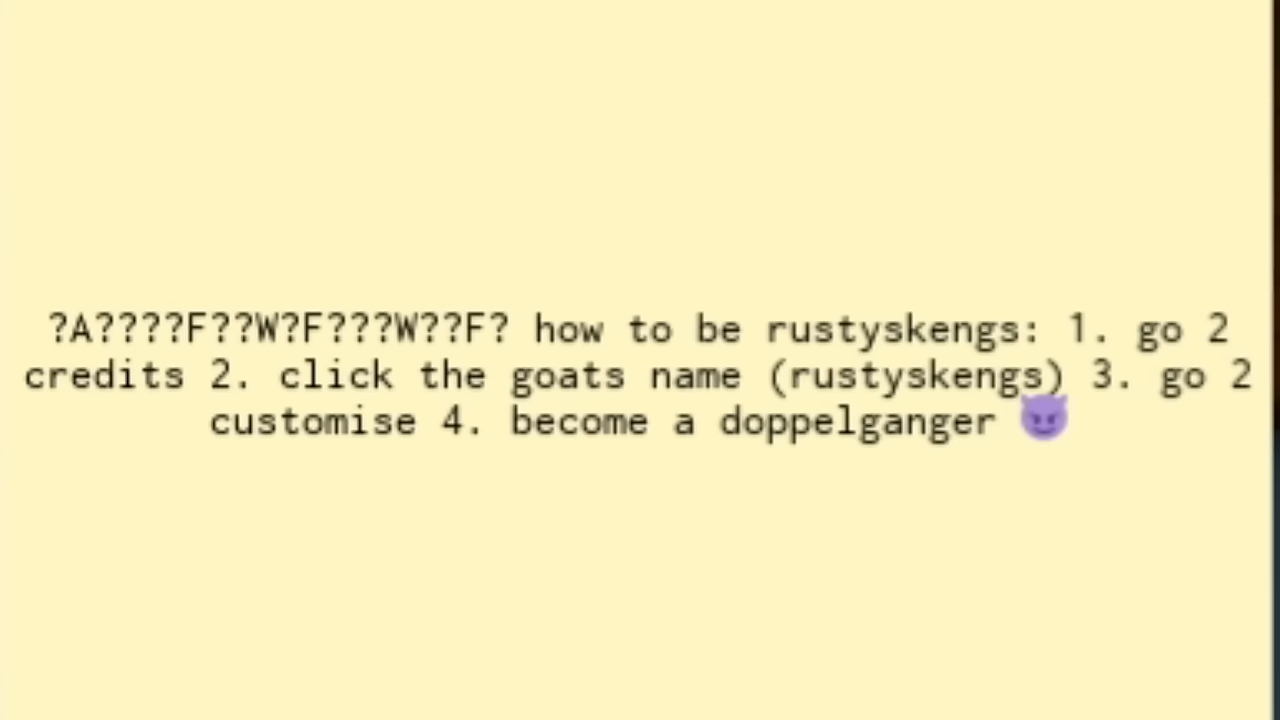 ?A????F??W?F???W??F? how to be rustyskengs: 1. go 2
credits 2. click the goats name (rustyskengs) 3. go 2
customise 4. become a doppelganger 😈